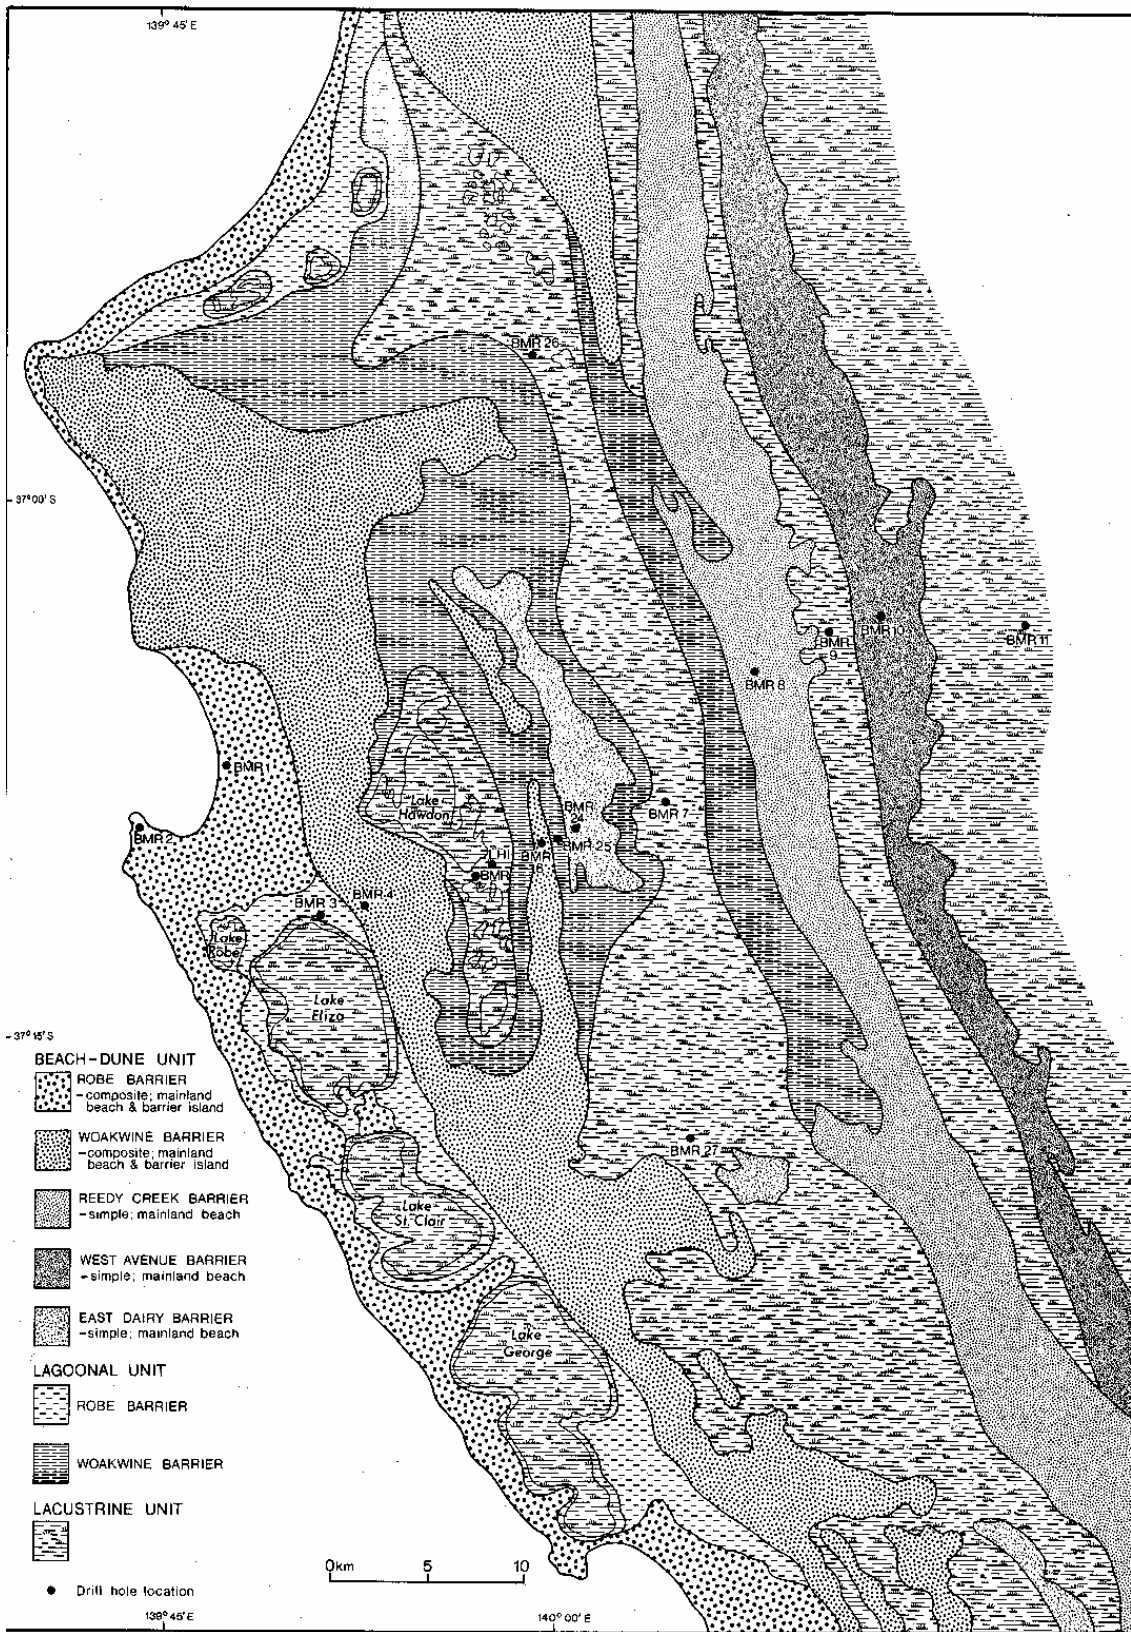 139° 45' E
BMR 26
37° 00' S
BMR 9
BMR 10
BMR 11
BMR 8
BMR 1
Lake
Hawdon
BMR
24
BMR 7
BMR 2
BMR 25
BMR
BMR
BMR 4
BMR 3
Lake
Robe
Lake
Eliza
37° 15' S
BEACH-DUNE UNIT
ROBE BARRIER
- composite; mainland
beach & barrier island
WOAKWINE BARRIER
- composite; mainland
beach & barrier island
BMR 27
REEDY CREEK BARRIER
- simple; mainland beach
Lake
St. Clair
WEST AVENUE BARRIER
- simple; mainland beach
EAST DAIRY BARRIER
- simple; mainland beach
Lake
George
LAGOONAL UNIT
ROBE BARRIER
WOAKWINE BARRIER
LACUSTRINE UNIT
0km 5 10
Drill hole location
139° 45' E
140° 00' E